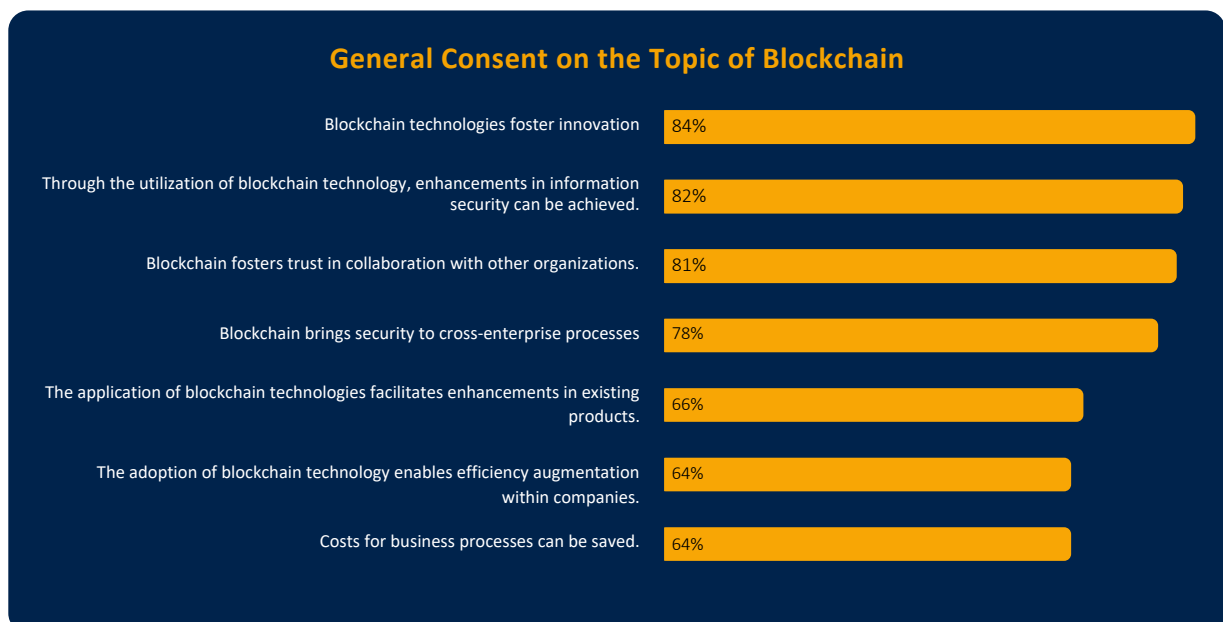 General Consent on the Topic of Blockchain
Blockchain technologies foster innovation
84%
Through the utilization of blockchain technology, enhancements in information
security can be achieved.
82%
Blockchain fosters trust in collaboration with other organizations.
81%
Blockchain brings security to cross-enterprise processes
78%
The application of blockchain technologies facilitates enhancements in existing
products.
66%
The adoption of blockchain technology enables efficiency augmentation
within companies.
64%
Costs for business processes can be saved.
64%